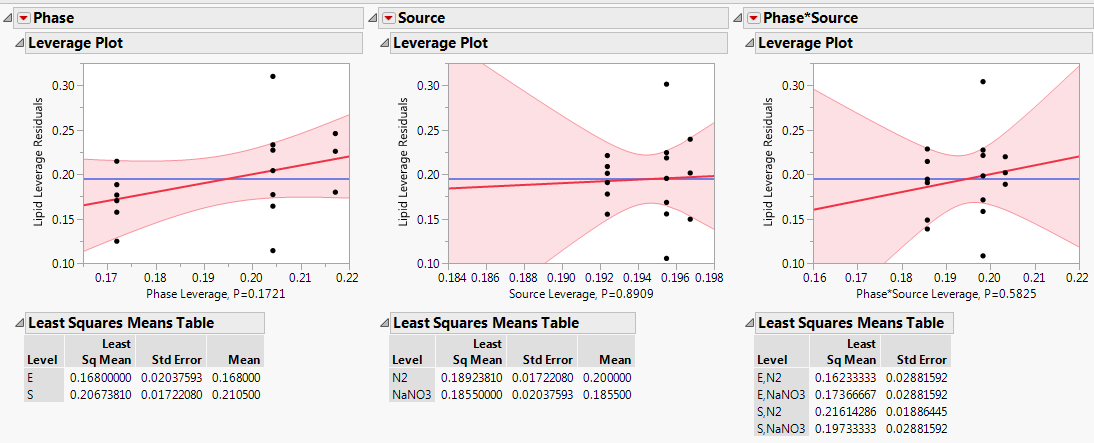 Phase
Source
Phase*Source
Leverage Plot
Leverage Plot
Leverage Plot
Lipid Leverage Residuals
0.30
0.25
0.20
0.15
0.10
0.17 0.18 0.19 0.20 0.21 0.22
Phase Leverage, P=0.1721
Lipid Leverage Residuals
0.30
0.25
0.20
0.15
0.10
0.184 0.186 0.188 0.190 0.192 0.194 0.196 0.198
Source Leverage, P=0.8909
Lipid Leverage Residuals
0.30
0.25
0.20
0.15
0.10
0.16 0.17 0.18 0.19 0.20 0.21 0.22
Phase*Source Leverage, P=0.5825
Least Squares Means Table
Least
Level Sq Mean Std Error Mean
E 0.16800000 0.02037593 0.168000
S 0.20673810 0.01722080 0.210500
Least Squares Means Table
Least
Level Sq Mean Std Error Mean
N2 0.18923810 0.01722080 0.200000
NaNO3 0.18550000 0.02037593 0.185500
Least Squares Means Table
Least
Level Sq Mean Std Error
E,N2 0.16233333 0.02881592
E,NaNO3 0.17366667 0.02881592
S,N2 0.21614286 0.01886445
S,NaNO3 0.19733333 0.02881592